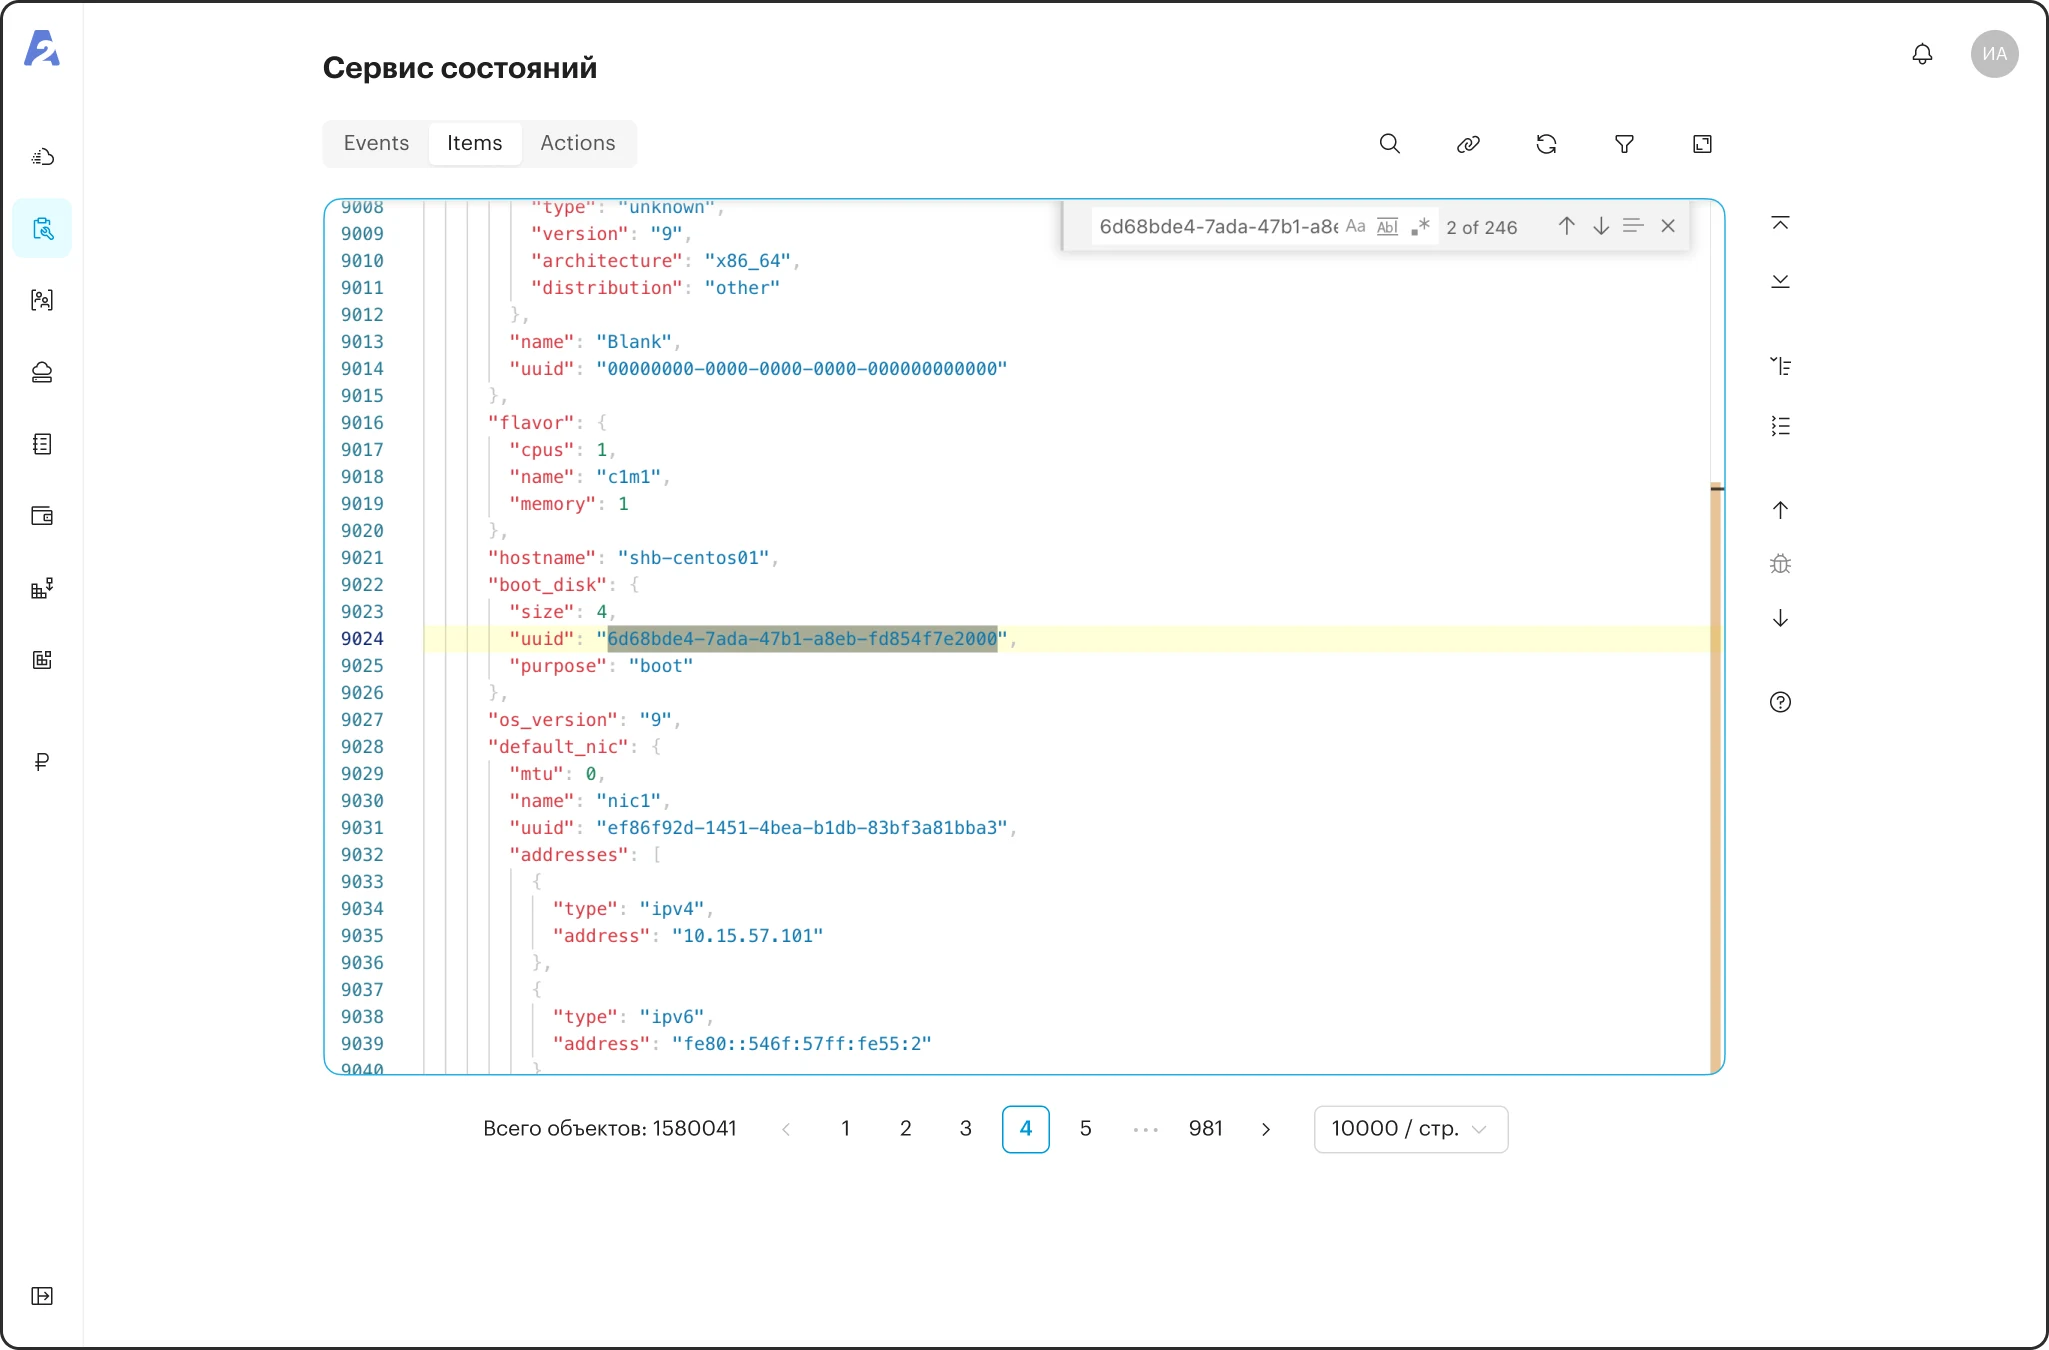 Сервис состояний
ИА
Events Items Actions
6d68bde4-7ada-47b1-a8e Aa Abl .* 2 of 246
9008 "type": "unknown",
9009 "version": "9",
9010 "architecture": "x86_64",
9011 "distribution": "other"
9012 },
9013 "name": "Blank",
9014 "uuid": "00000000-0000-0000-0000-000000000000"
9015 },
9016 "flavor": {
9017 "cpus": 1,
9018 "name": "c1m1",
9019 "memory": 1
9020 },
9021 "hostname": "shb-centos01",
9022 "boot_disk": {
9023 "size": 4,
9024 "uuid": "6d68bde4-7ada-47b1-a8eb-fd854f7e2000",
9025 "purpose": "boot"
9026 },
9027 "os_version": "9",
9028 "default_nic": {
9029 "mtu": 0,
9030 "name": "nic1",
9031 "uuid": "ef86f92d-1451-4bea-b1db-83bf3a81bba3",
9032 "addresses": [
9033 {
9034 "type": "ipv4",
9035 "address": "10.15.57.101"
9036 },
9037 {
9038 "type": "ipv6",
9039 "address": "fe80::546f:57ff:fe55:2"
9040 }
Всего объектов: 1580041 < 1 2 3 4 5 ••• 981 > 10000 / стр.